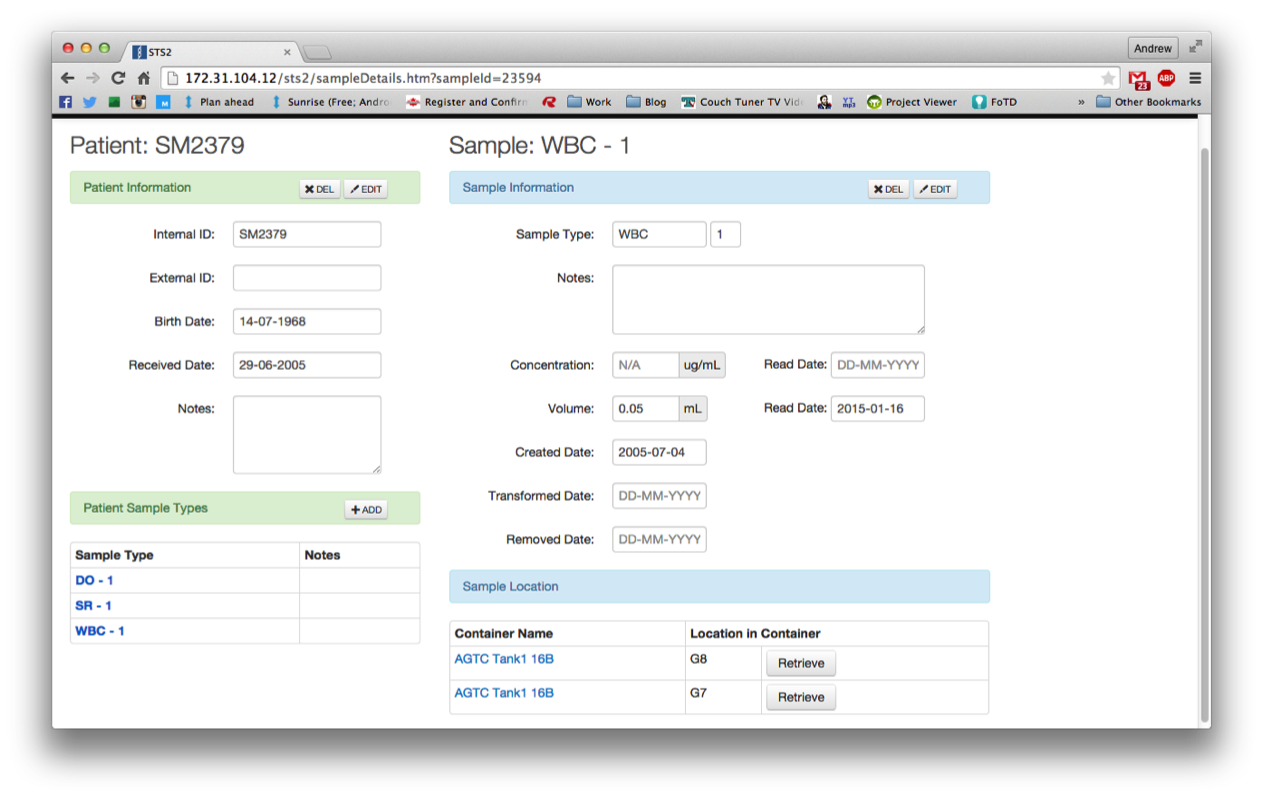 STS2
Andrew
172.31.104.12/sts2/sampleDetails.htm?sampleId=23594
23
ABP
Plan ahead
Sunrise (Free; Andro
Register and Confirm
Work
Blog
Couch Tuner TV Vid
YT
mp3
Project Viewer
FoTD
»
Other Bookmarks
Patient: SM2379
Patient Information
DEL
EDIT
Internal ID:
SM2379
External ID:
Birth Date:
14-07-1968
Received Date:
29-06-2005
Notes:
Patient Sample Types
+ADD
Sample Type Notes
DO - 1
SR - 1
WBC - 1
Sample: WBC - 1
Sample Information
DEL
EDIT
Sample Type:
WBC
1
Notes:
Concentration:
N/A
ug/mL
Read Date:
DD-MM-YYYY
Volume:
0.05
mL
Read Date:
2015-01-16
Created Date:
2005-07-04
Transformed Date:
DD-MM-YYYY
Removed Date:
DD-MM-YYYY
Sample Location
Container Name Location in Container
AGTC Tank1 16B G8 Retrieve
AGTC Tank1 16B G7 Retrieve